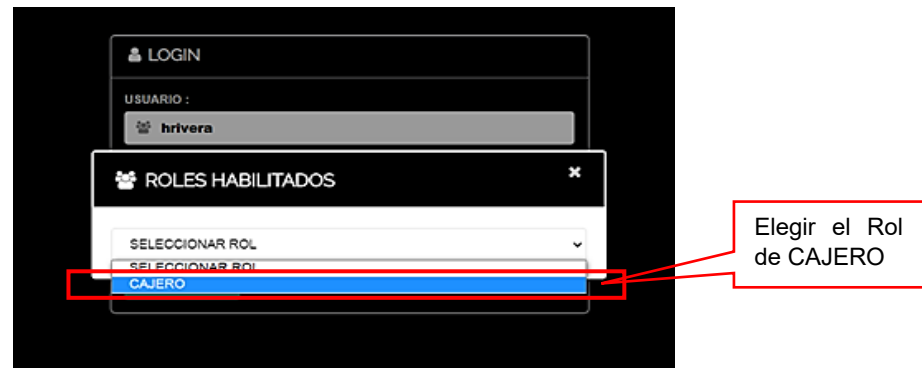 LOGIN
USUARIO :
hrivera
ROLES HABILITADOS
SELECCIONAR ROL
SELECCIONAR ROL
CAJERO
Elegir el Rol
de CAJERO